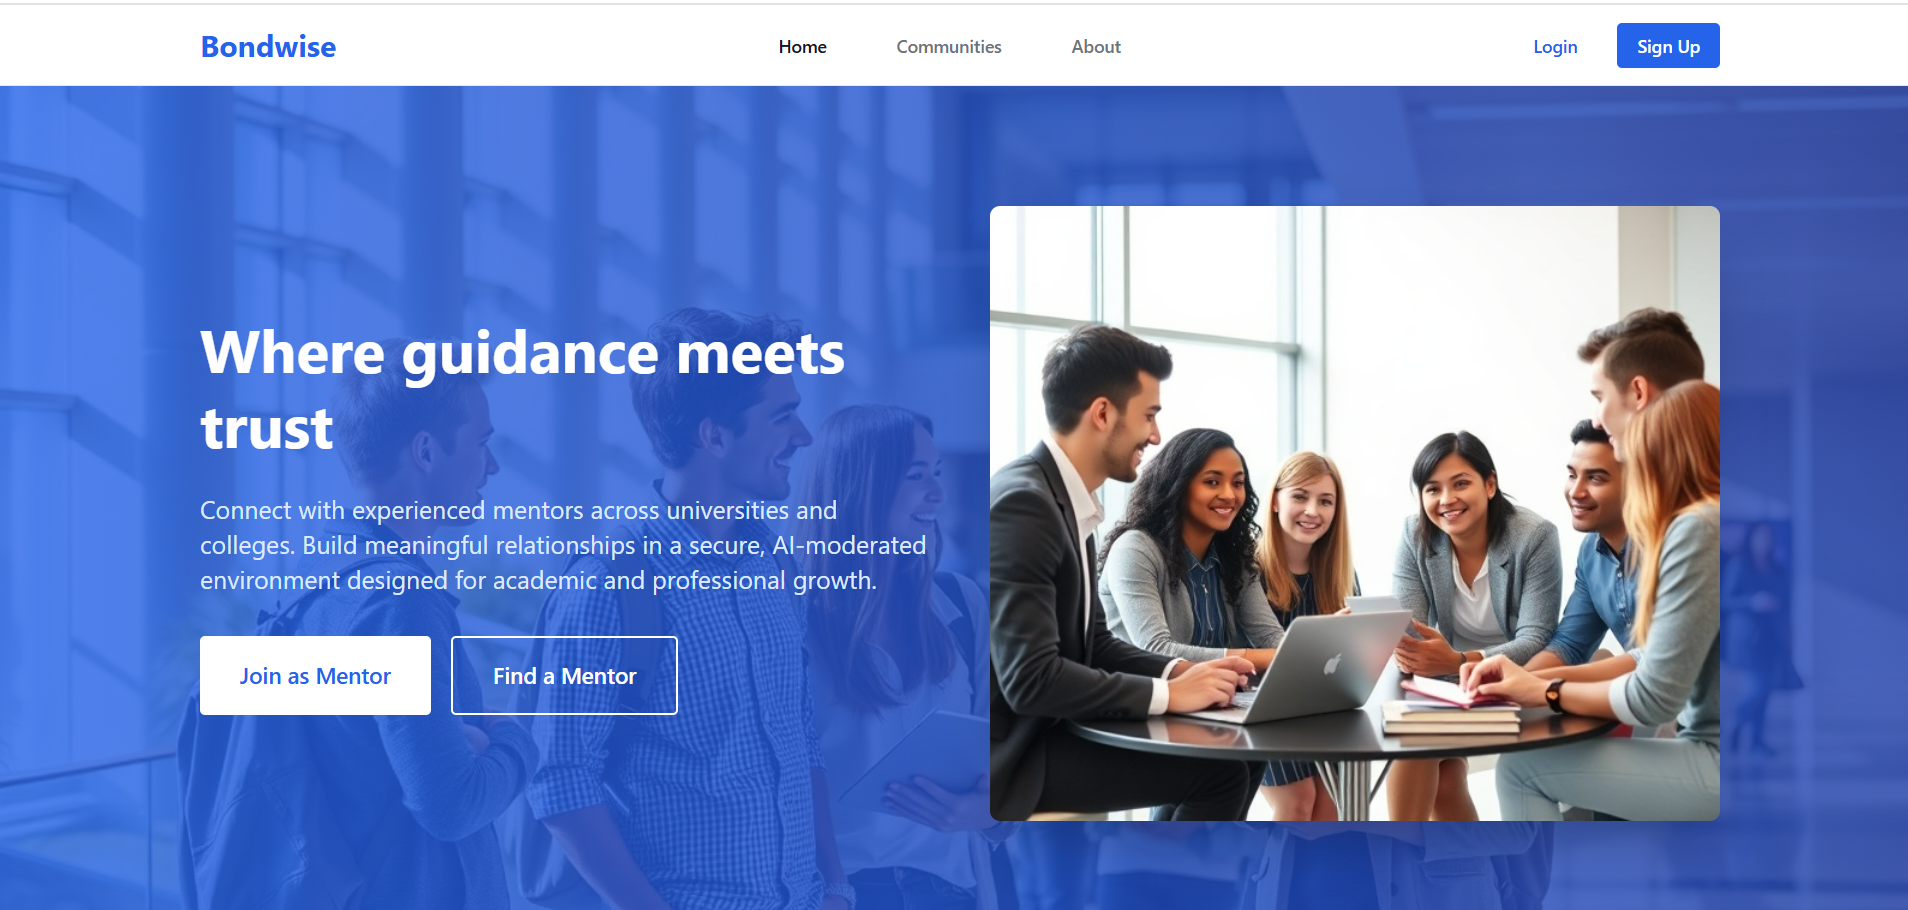 Bondwise
Home
Communities
About
Login
Sign Up
Where guidance meets
trust
Connect with experienced mentors across universities and
colleges. Build meaningful relationships in a secure, AI-moderated
environment designed for academic and professional growth.
Join as Mentor
Find a Mentor